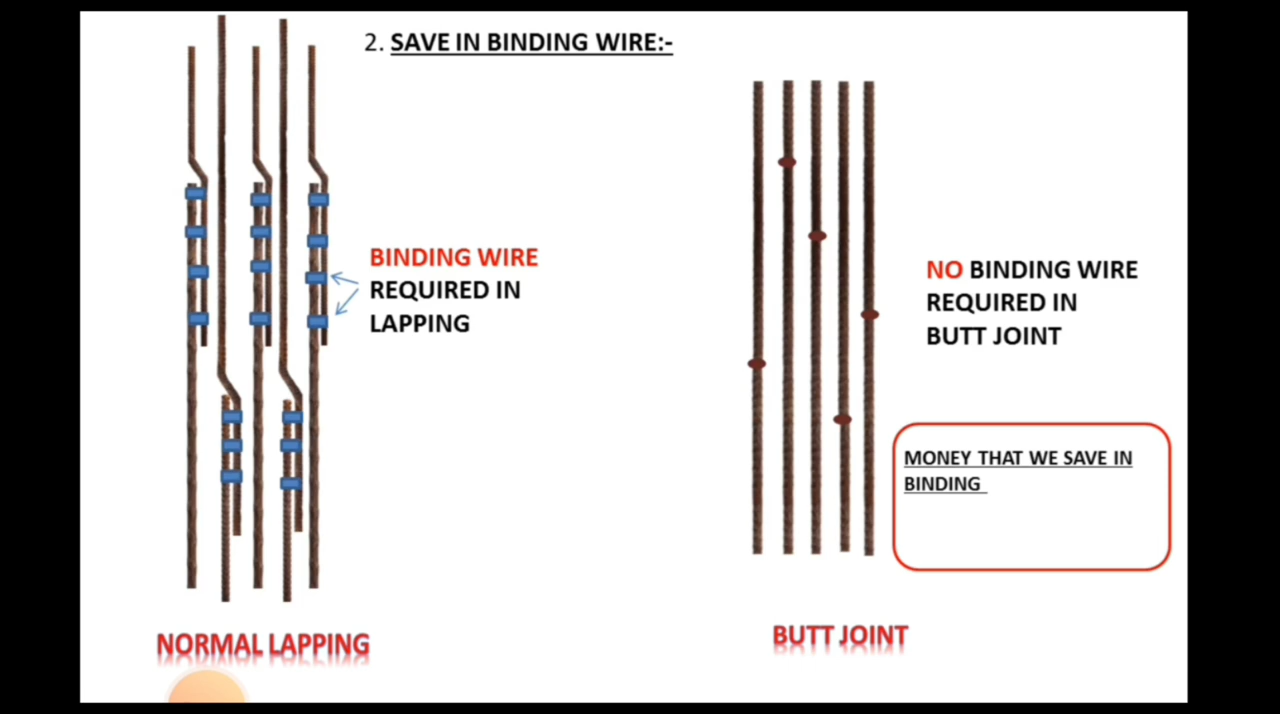 2. SAVE IN BINDING WIRE:-
BINDING WIRE
REQUIRED IN
LAPPING
NO BINDING WIRE
REQUIRED IN
BUTT JOINT
MONEY THAT WE SAVE IN
BINDING
NORMAL LAPPING
BUTT JOINT